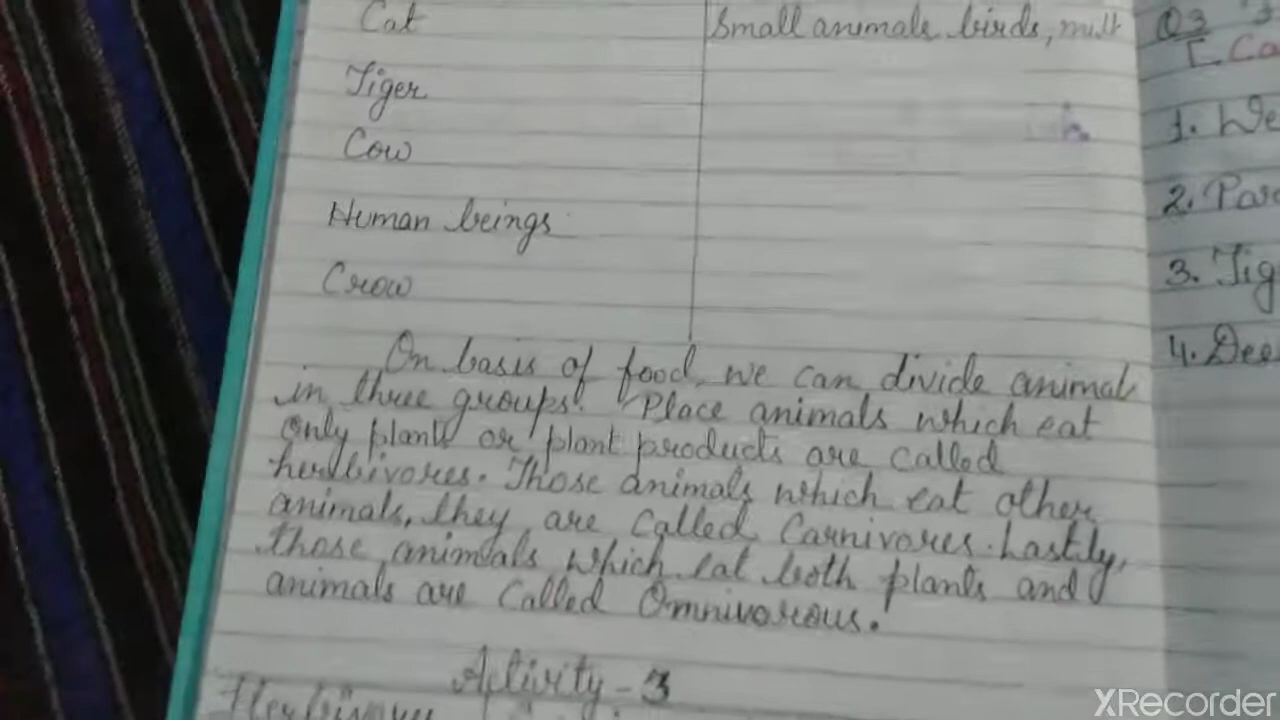 Cat Small animals, birds, milk
Tiger
Cow
Human beings
Crow
On basis of food, we can divide animal
in three groups. Place animals which eat
only plants or plant products are called
herbivores. Those animals which eat other
animals, they are called Carnivores. Lastly,
those animals which eat both plants and
animals are called Omnivorous.
Activity - 3
Q3
1. We
2.
3. Tig
4. Dee
XRecorder